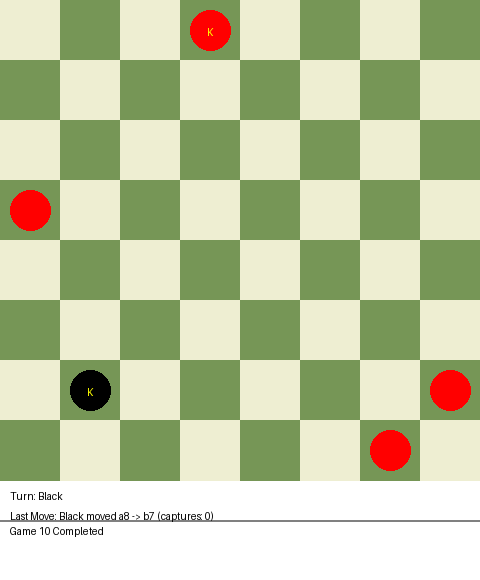 K
K
Turn: Black
Last Move: Black moved a8 -> b7 (captures: 0)
Game 10 Completed